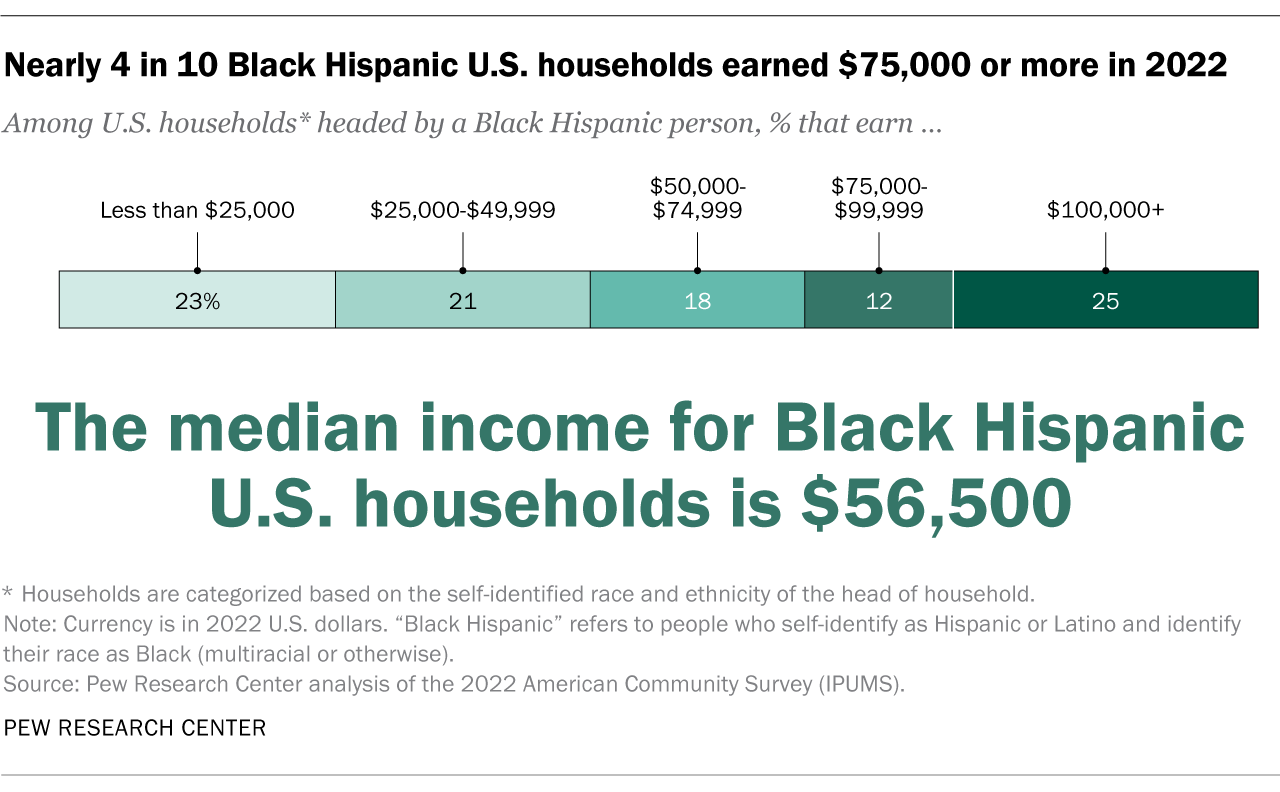 Nearly 4 in 10 Black Hispanic U.S. households earned $75,000 or more in 2022
Among U.S. households* headed by a Black Hispanic person, % that earn ...
Less than $25,000
$25,000-$49,999
$50,000-
$74,999
$75,000-
$99,999
$100,000+
23%
21
18
12
25
The median income for Black Hispanic
U.S. households is $56,500
* Households are categorized based on the self-identified race and ethnicity of the head of household.
Note: Currency is in 2022 U.S. dollars. “Black Hispanic” refers to people who self-identify as Hispanic or Latino and identify
their race as Black (multiracial or otherwise).
Source: Pew Research Center analysis of the 2022 American Community Survey (IPUMS).
PEW RESEARCH CENTER